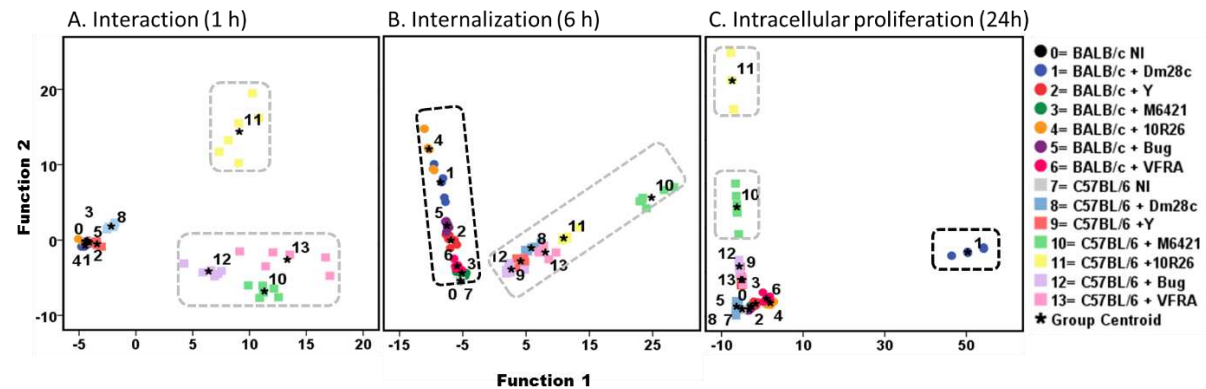 A. Interaction (1 h)
B. Internalization (6 h)
C. Intracellular proliferation (24h)
Function 2
20
10
0
-10
11
3
0
8
5
2
41
13
12
10
-5
0
5
10
15
20
4
1
5
2
6
3
0 7
10
11
8
12
9
13
-15
-5
5
15
25
35
11
10
12
9
13
3
6
5
0
8
7
2
4
1
-10
10
30
50
Function 1
0= BALB/c NI
1= BALB/c + Dm28c
2= BALB/c + Y
3= BALB/c + M6421
4= BALB/c + 10R26
5= BALB/c + Bug
6= BALB/c + VFRA
7= C57BL/6 NI
8= C57BL/6 + Dm28c
9= C57BL/6 +Y
10= C57BL/6 + M6421
11= C57BL/6 +10R26
12= C57BL/6 + Bug
13= C57BL/6 + VFRA
* Group Centroid